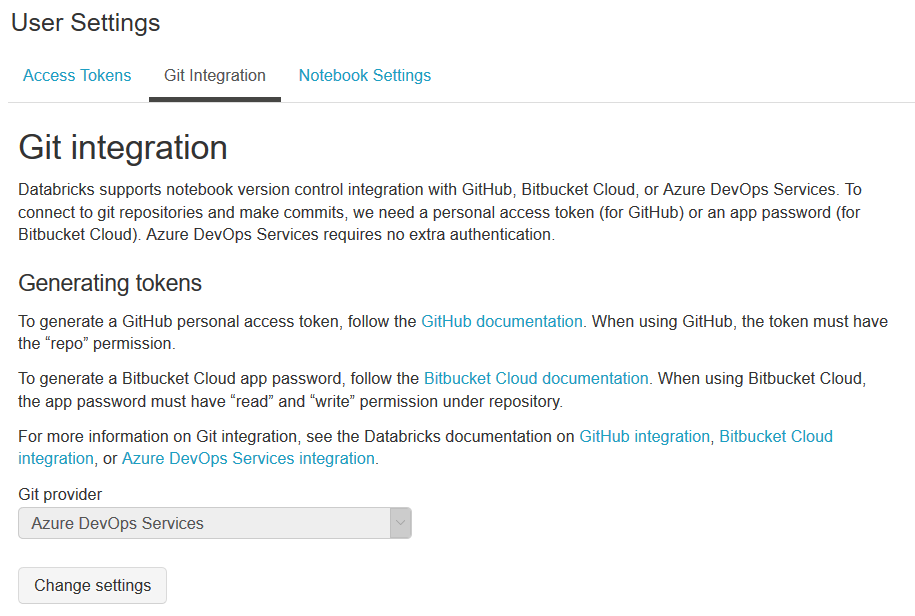 User Settings
Access Tokens Git Integration Notebook Settings
Git integration
Databricks supports notebook version control integration with GitHub, Bitbucket Cloud, or Azure DevOps Services. To
connect to git repositories and make commits, we need a personal access token (for GitHub) or an app password (for
Bitbucket Cloud). Azure DevOps Services requires no extra authentication.
Generating tokens
To generate a GitHub personal access token, follow the GitHub documentation. When using GitHub, the token must have
the “repo” permission.
To generate a Bitbucket Cloud app password, follow the Bitbucket Cloud documentation. When using Bitbucket Cloud,
the app password must have “read” and “write” permission under repository.
For more information on Git integration, see the Databricks documentation on GitHub integration, Bitbucket Cloud
integration, or Azure DevOps Services integration.
Git provider
Azure DevOps Services
Change settings